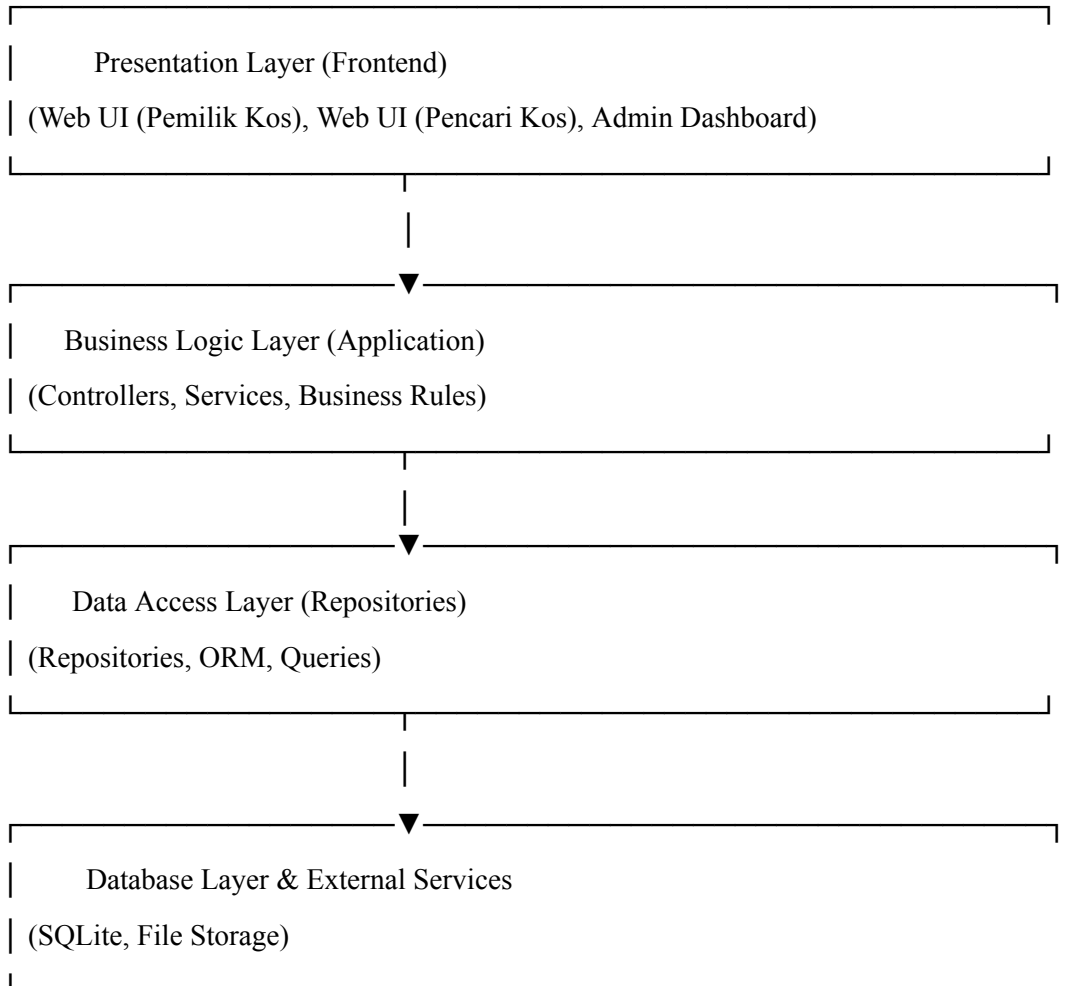 Presentation Layer (Frontend)
(Web UI (Pemilik Kos), Web UI (Pencari Kos), Admin Dashboard)
Business Logic Layer (Application)
(Controllers, Services, Business Rules)
Data Access Layer (Repositories)
(Repositories, ORM, Queries)
Database Layer & External Services
(SQLite, File Storage)